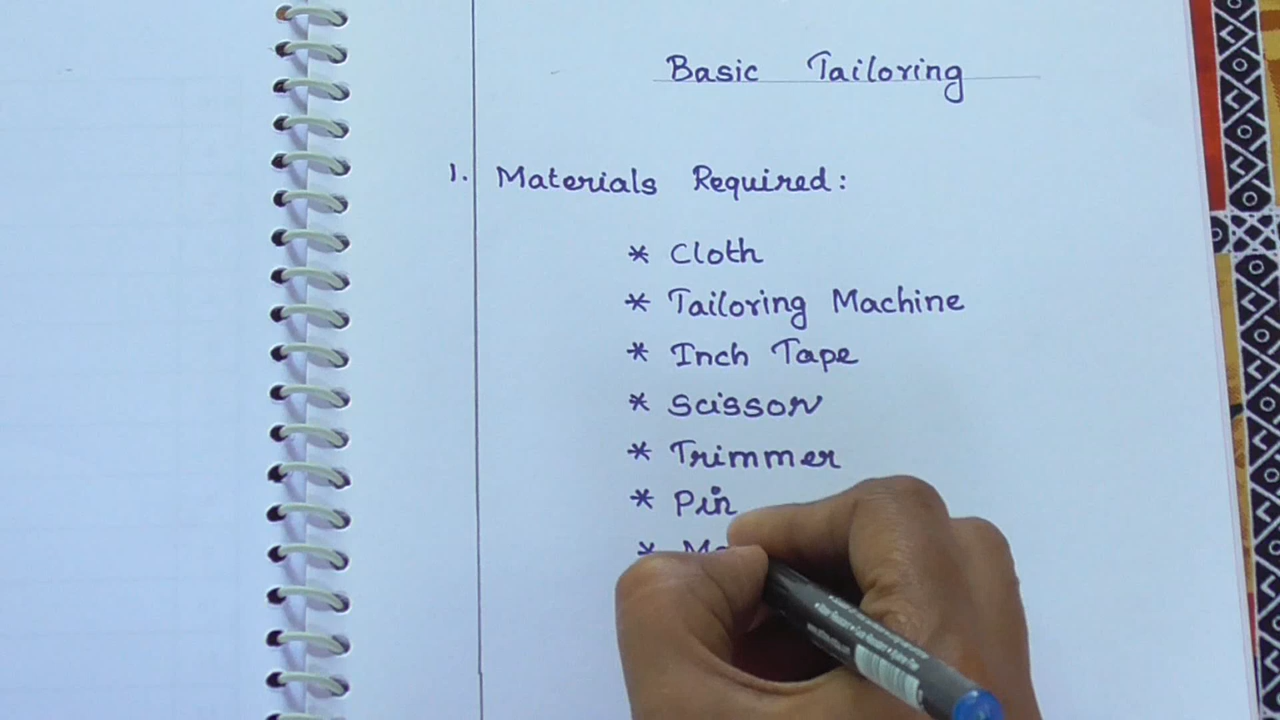 Basic Tailoring
1. Materials Required:
* Cloth
* Tailoring Machine
* Inch Tape
* Scissor
* Trimmer
* Pin
*